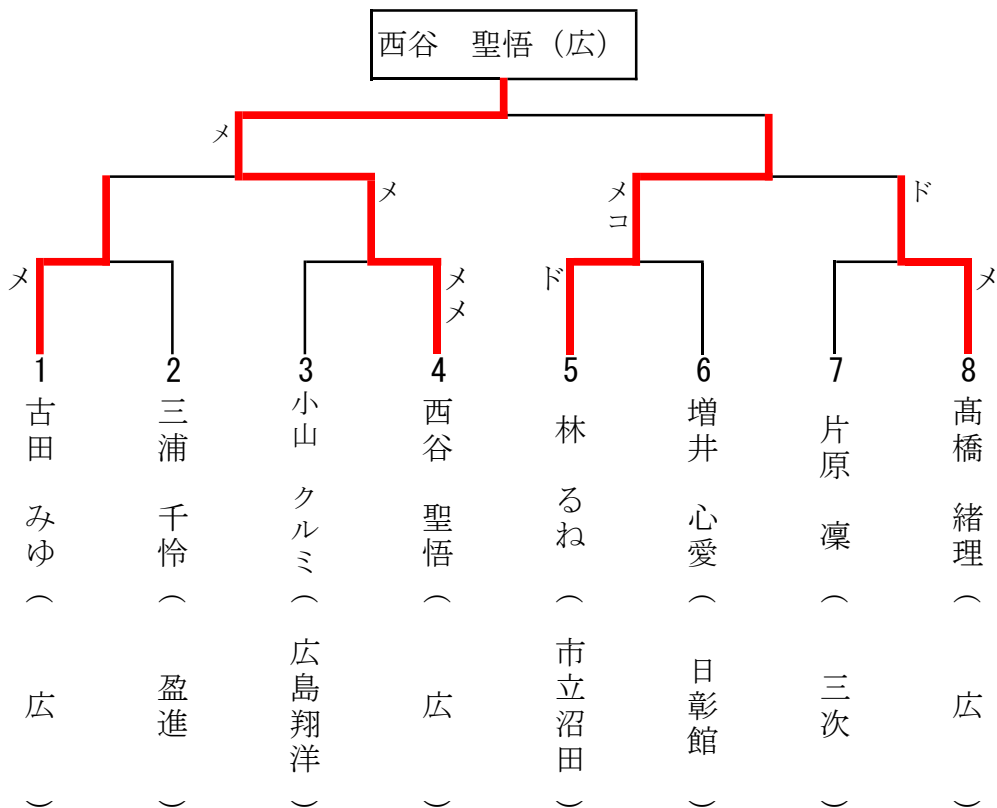 西谷　聖悟（広）
メ
メ
メコ
ド
メ
メメ
ド
メ
1
2
3
4
5
6
7
8
古田　みゆ（　広　）
三浦　千怜（　盈進　）
小山　クルミ（広島翔洋）
西谷　聖悟（　広　）
林　るね（市立沼田）
増井　心愛（日彰館）
片原　凜（　三次　）
髙橋　緒理（　広　）